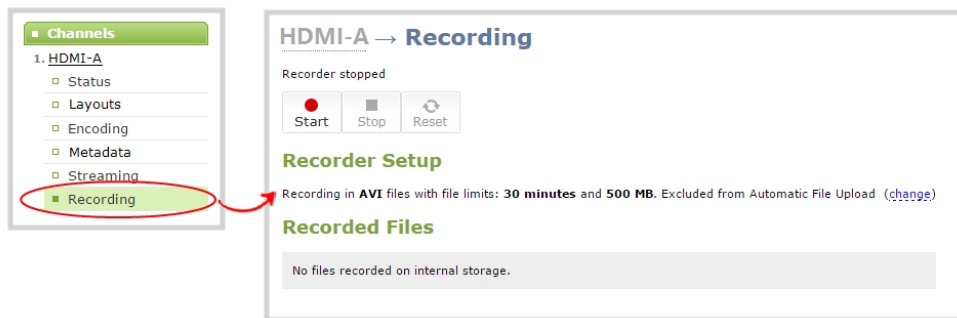 Channels
1. HDMI-A
Status
Layouts
Encoding
Metadata
Streaming
Recording
HDMI-A → Recording
Recorder stopped
Start Stop Reset
Recorder Setup
Recording in AVI files with file limits: 30 minutes and 500 MB. Excluded from Automatic File Upload (change)
Recorded Files
No files recorded on internal storage.